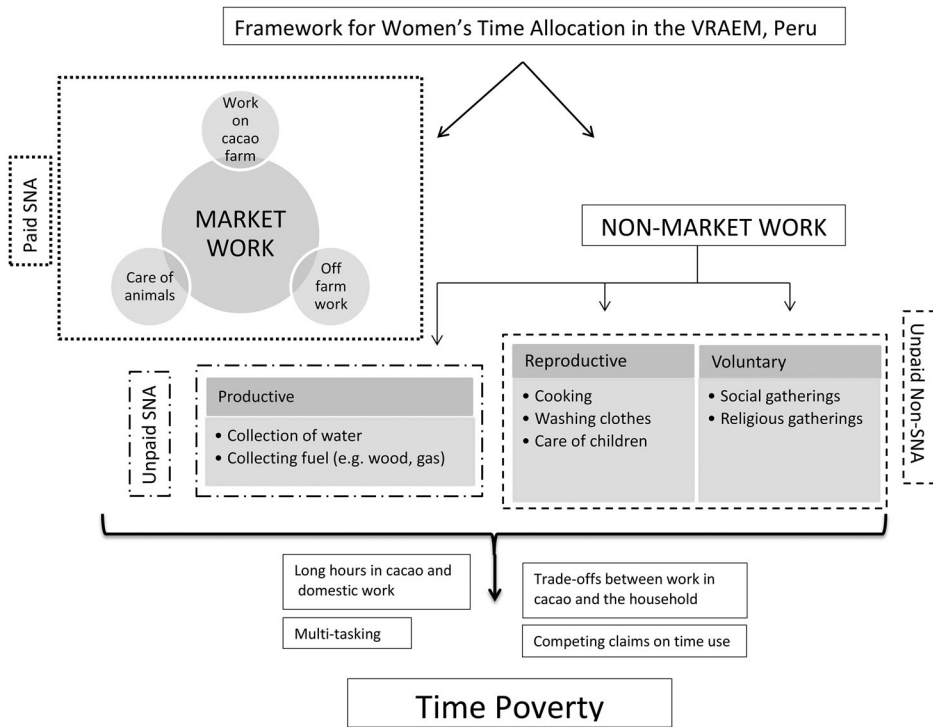 Framework for Women's Time Allocation in the VRAEM, Peru
Paid SNA
Work
on
cacao
farm
MARKET
WORK
Care of
animals
Off
farm
work
NON-MARKET WORK
Unpaid SNA
Productive
• Collection of water
• Collecting fuel (e.g. wood, gas)
Reproductive
• Cooking
• Washing clothes
• Care of children
Voluntary
• Social gatherings
• Religious gatherings
Unpaid Non-SNA
Long hours in cacao and
domestic work
Multi-tasking
Trade-offs between work in
cacao and the household
Competing claims on time use
Time Poverty